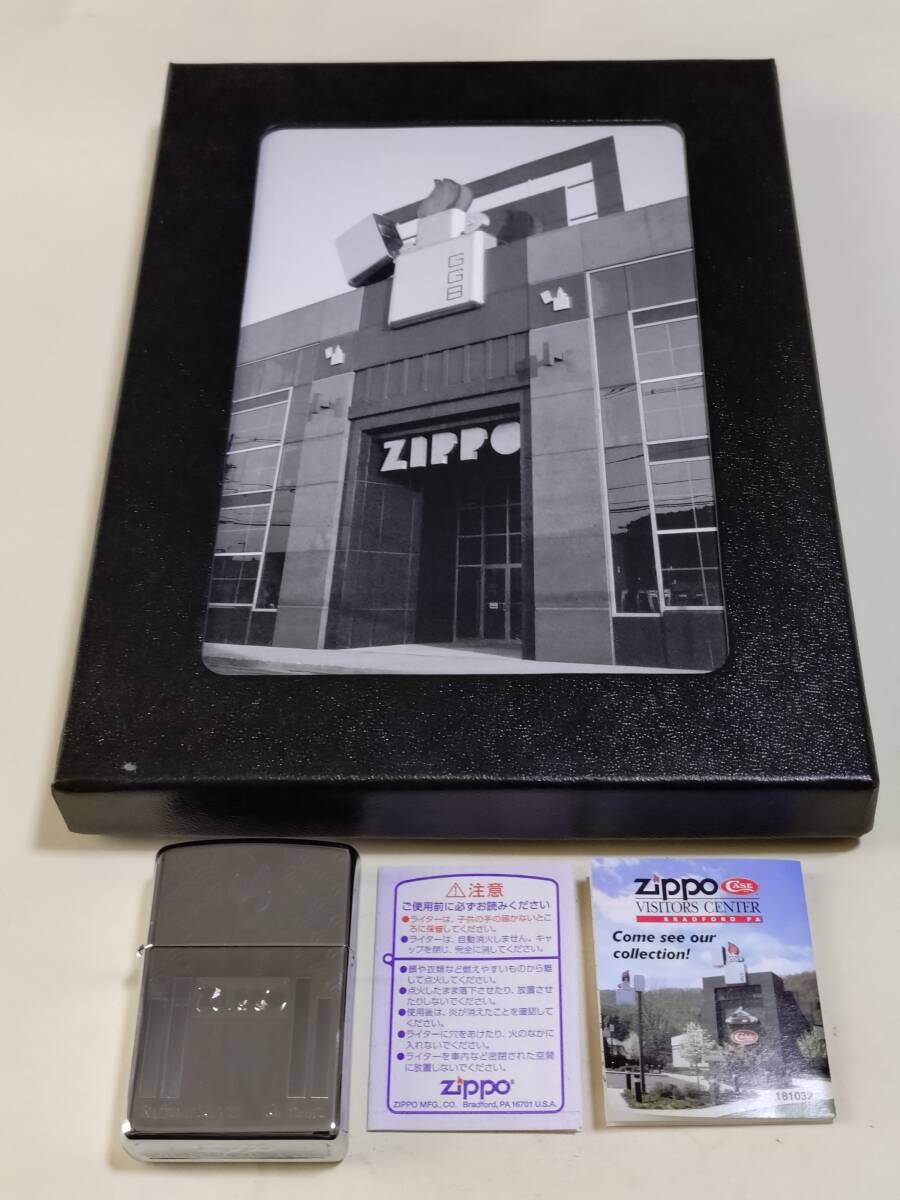 GGB
ZIPPO
⚠注意
ご使用前に必ずお読みください
●ライターは、子供の手の届かないとこ
ろに保管してください。
●ライターは、自動消火しません。キャ
ップを閉じ、完全に消してください。
●顔や衣類など燃えやすいものから離
して点火してください。
●点火したまま落下させたり、放置させ
たりしないでください。
●使用後は、炎が消えたことを確認して
ください。
●ライターに穴をあけたり、火のなかに
入れないでください。
●ライターを車内など密閉された空間
に放置しないでください。
zippo®
ZIPPO MFG., CO. Bradford, PA 16701 U.S.A.
zippo CASE
VISITORS CENTER
BRADFORD PA
Come see our
collection!
CASE
181037